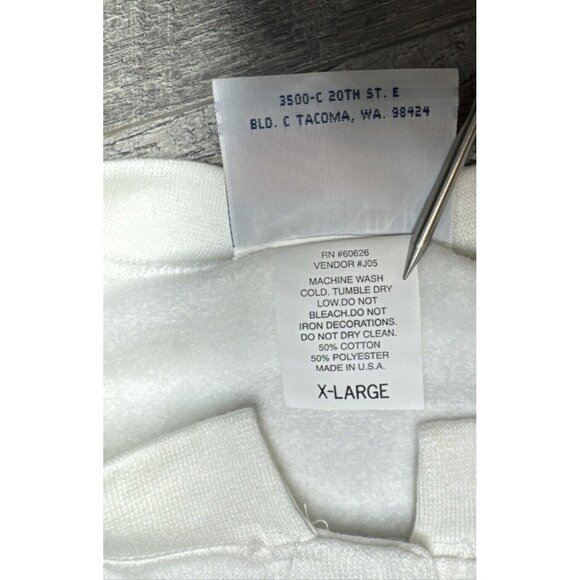 3500-C 20TH ST. E
BLD. C TACOMA, WA. 98424
RN #60626
VENDOR #J05
MACHINE WASH
COLD. TUMBLE DRY
LOW.DO NOT
BLEACH.DO NOT
IRON DECORATIONS.
DO NOT DRY CLEAN.
50% COTTON
50% POLYESTER
MADE IN U.S.A.
X-LARGE